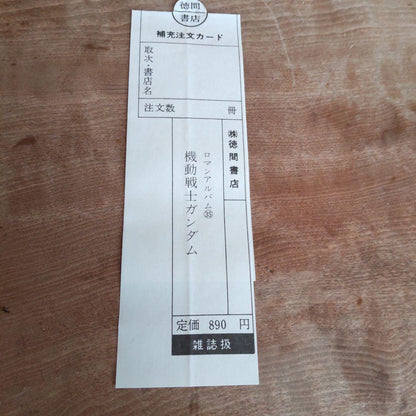 徳間
書店
補充注文カード
取次・書店名
注文数 冊
㈱徳間書店
ロマンアルバム㉟
機動戦士ガンダム
定価 890 円
雑誌扱